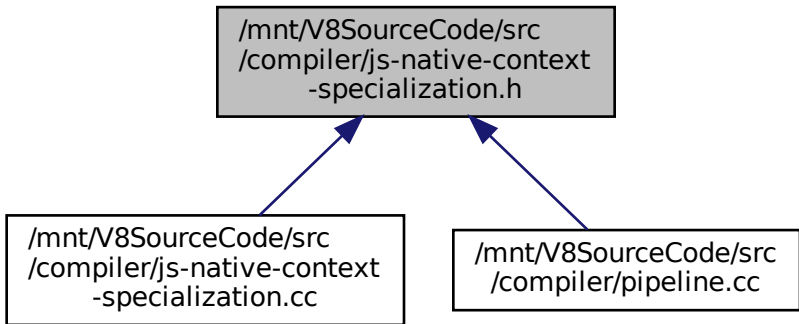 /mnt/V8SourceCode/src
/compiler/js-native-context
-specialization.h
/mnt/V8SourceCode/src
/compiler/js-native-context
-specialization.cc
/mnt/V8SourceCode/src
/compiler/pipeline.cc